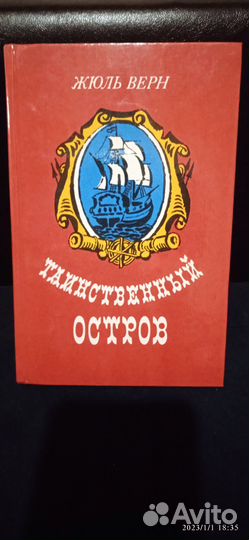 ЖЮЛЬ ВЕРН
ТАИНСТВЕННЫЙ
ОСТРОВ
Avito
2023/1/1 18:35